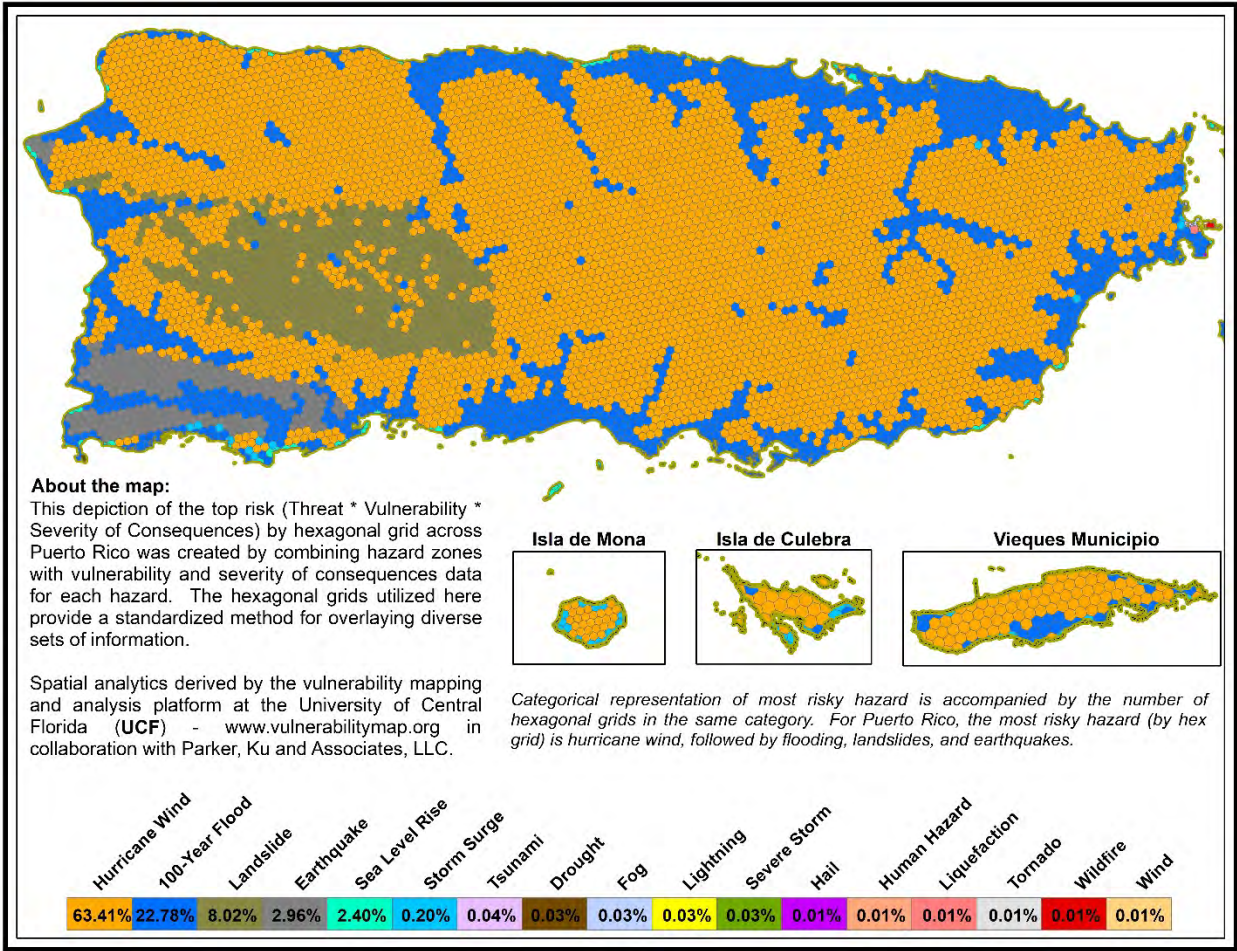 About the map:
This depiction of the top risk (Threat * Vulnerability *
Severity of Consequences) by hexagonal grid across
Puerto Rico was created by combining hazard zones
with vulnerability and severity of consequences data
for each hazard. The hexagonal grids utilized here
provide a standardized method for overlaying diverse
sets of information.
Spatial analytics derived by the vulnerability mapping
and analysis platform at the University of Central
Florida (UCF) - www.vulnerabilitymap.org in
collaboration with Parker, Ku and Associates, LLC.
Isla de Mona
Isla de Culebra
Vieques Municipio
Categorical representation of most risky hazard is accompanied by the number of
hexagonal grids in the same category. For Puerto Rico, the most risky hazard (by hex
grid) is hurricane wind, followed by flooding, landslides, and earthquakes.
Hurricane Wind
100-Year Flood
Landslide
Earthquake
Sea Level Rise
Storm Surge
Tsunami
Drought
Fog
Lightning
Severe Storm
Hail
Human Hazard
Liquefaction
Tornado
Wildfire
Wind
63.41% 22.78% 8.02% 2.96% 2.40% 0.20% 0.04% 0.03% 0.03% 0.03% 0.03% 0.01% 0.01% 0.01% 0.01% 0.01% 0.01%